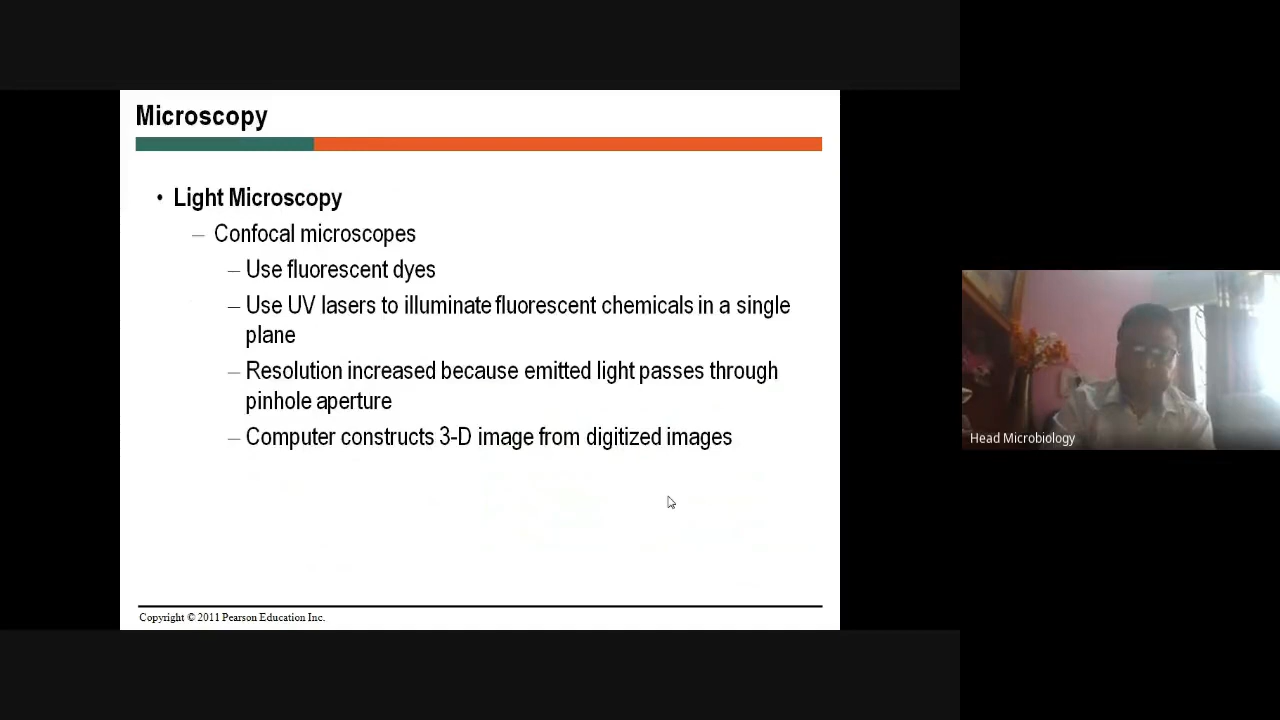 Microscopy
• Light Microscopy
– Confocal microscopes
– Use fluorescent dyes
– Use UV lasers to illuminate fluorescent chemicals in a single
plane
– Resolution increased because emitted light passes through
pinhole aperture
– Computer constructs 3-D image from digitized images
Head Microbiology
Copyright © 2011 Pearson Education Inc.